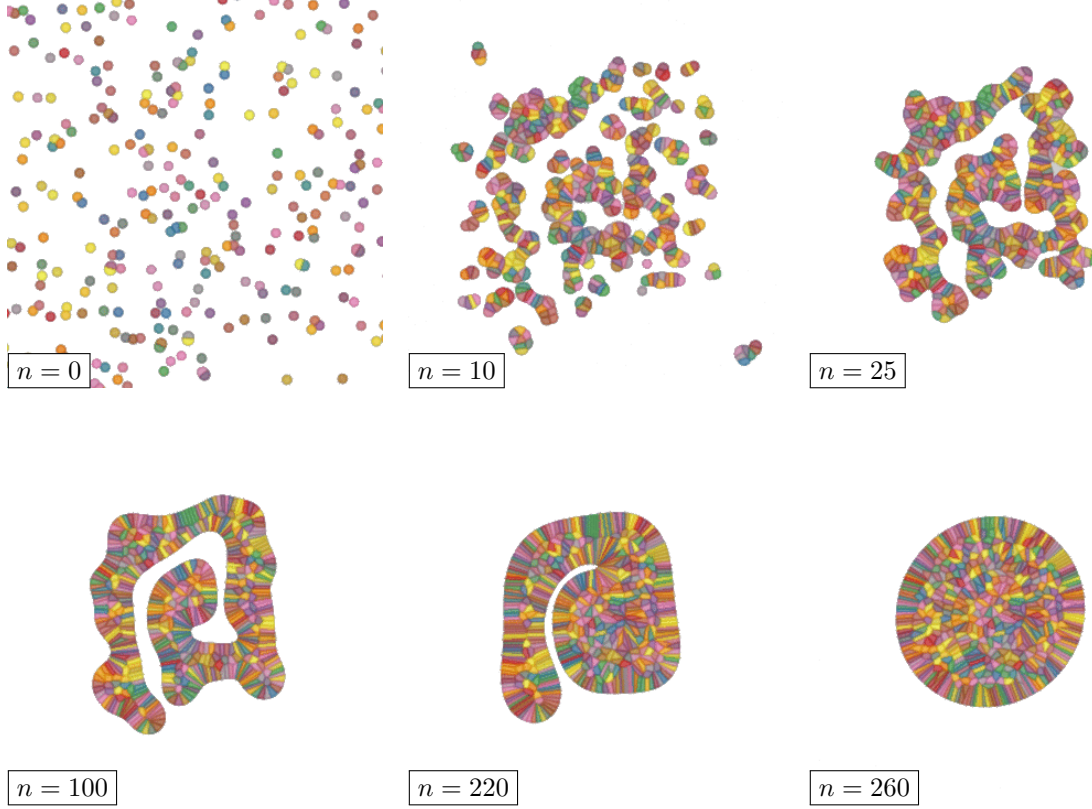 n = 0
n = 10
n = 25
n = 100
n = 220
n = 260